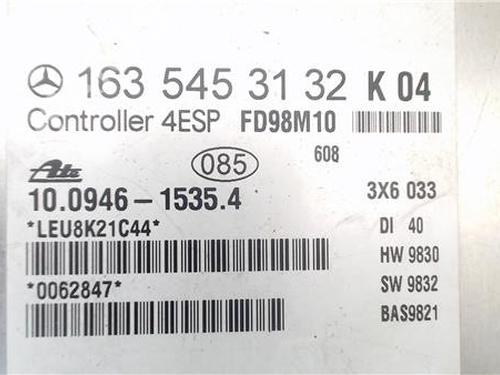 163 545 31 32 K 04
Controller 4ESP FD98M10
085 608
Ate
10.0946-1535.4 3X6 033
*LEU8K21C44* DI 40
HW 9830
*0062847* SW 9832
BAS9821